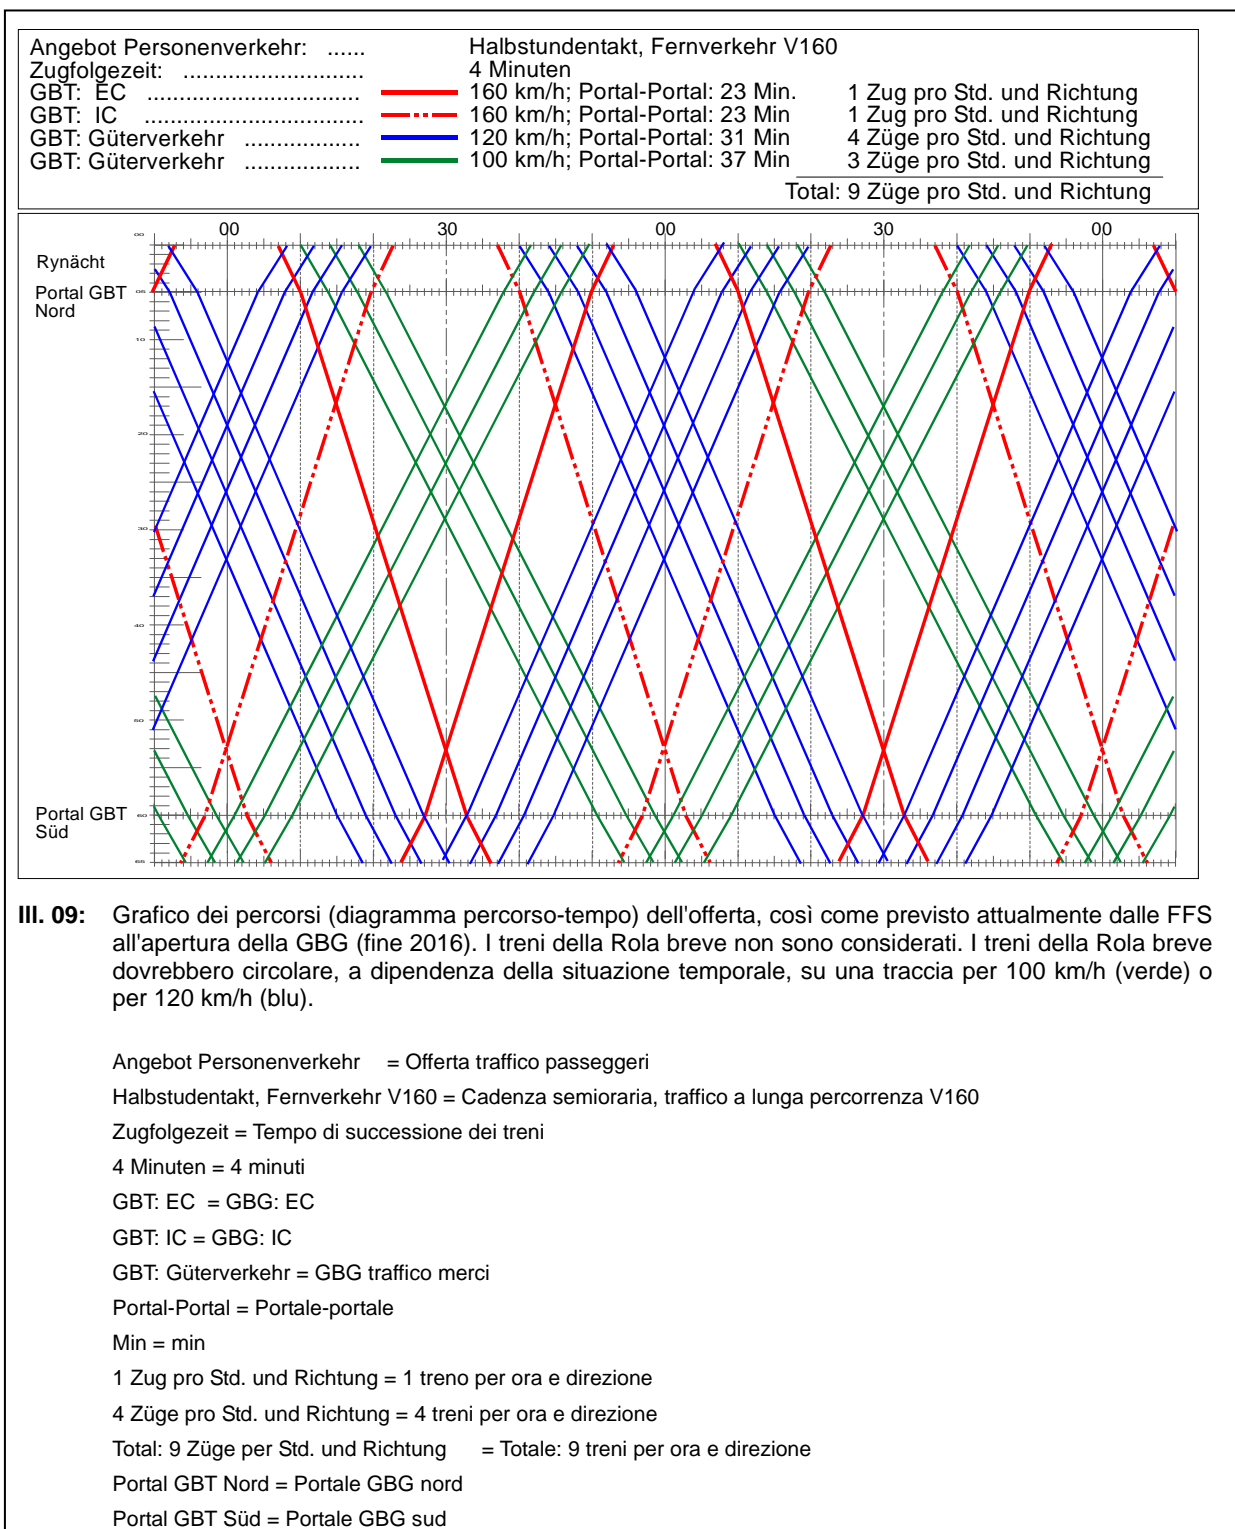 Angebot Personenverkehr: ...... Halbstundentakt, Fernverkehr V160
Zugfolgezeit: ............................ 4 Minuten
GBT: EC ................................. 160 km/h; Portal-Portal: 23 Min. 1 Zug pro Std. und Richtung
GBT: IC .................................. 160 km/h; Portal-Portal: 23 Min 1 Zug pro Std. und Richtung
GBT: Güterverkehr .................. 120 km/h; Portal-Portal: 31 Min 4 Züge pro Std. und Richtung
GBT: Güterverkehr .................. 100 km/h; Portal-Portal: 37 Min 3 Züge pro Std. und Richtung
Total: 9 Züge pro Std. und Richtung
00 30 00 30 00
00
Rynächt
Portal GBT
Nord
05
10
20
30
40
50
Portal GBT
Süd
60
65
III. 09: Grafico dei percorsi (diagramma percorso-tempo) dell'offerta, così come previsto attualmente dalle FFS
all'apertura della GBG (fine 2016). I treni della Rola breve non sono considerati. I treni della Rola breve
dovrebbero circolare, a dipendenza della situazione temporale, su una traccia per 100 km/h (verde) o
per 120 km/h (blu).
Angebot Personenverkehr = Offerta traffico passeggeri
Halbstudentakt, Fernverkehr V160 = Cadenza semioraria, traffico a lunga percorrenza V160
Zugfolgezeit = Tempo di successione dei treni
4 Minuten = 4 minuti
GBT: EC = GBG: EC
GBT: IC = GBG: IC
GBT: Güterverkehr = GBG traffico merci
Portal-Portal = Portale-portale
Min = min
1 Zug pro Std. und Richtung = 1 treno per ora e direzione
4 Züge pro Std. und Richtung = 4 treni per ora e direzione
Total: 9 Züge per Std. und Richtung = Totale: 9 treni per ora e direzione
Portal GBT Nord = Portale GBG nord
Portal GBT Süd = Portale GBG sud